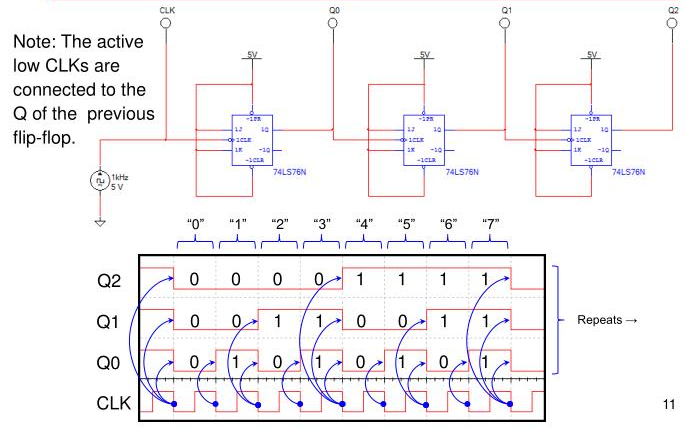 CLK
Q0
Q1
Q2
Note: The active
low CLKs are
connected to the
Q of the previous
flip-flop.
5V
5V
5V
~1PR
1J
1Q
1CLK
1K
~1Q
~1CLR
74LS76N
~1PR
1J
1Q
1CLK
1K
~1Q
~1CLR
74LS76N
~1PR
1J
1Q
1CLK
1K
~1Q
~1CLR
74LS76N
1kHz
5 V
“0” “1” “2” “3” “4” “5” “6” “7”
Q2 0 0 0 0 1 1 1 1
Q1 0 0 1 1 0 0 1 1
Q0 0 1 0 1 0 1 0 1
CLK
Repeats →
11